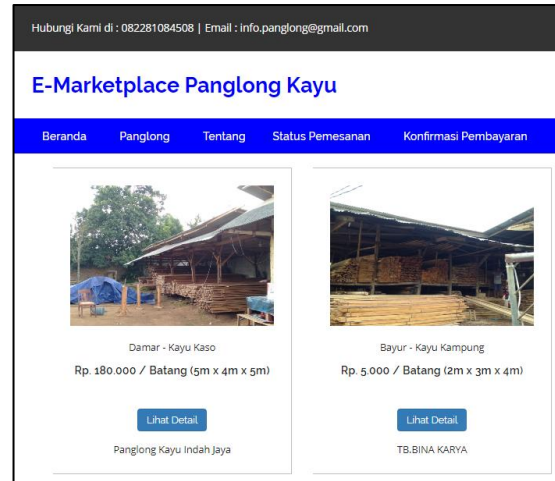 Hubungi Kami di : 082281084508 | Email : info.panglong@gmail.com
E-Marketplace Panglong Kayu
Beranda Panglong Tentang Status Pemesanan Konfirmasi Pembayaran
Damar - Kayu Kaso
Rp. 180.000 / Batang (5m x 4m x 5m)
Lihat Detail
Panglong Kayu Indah Jaya
Bayur - Kayu Kampung
Rp. 5.000 / Batang (2m x 3m x 4m)
Lihat Detail
TB.BINA KARYA